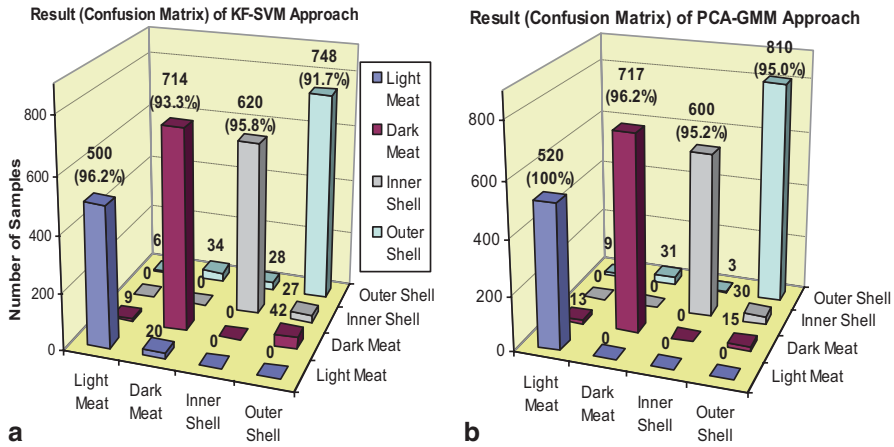 Result (Confusion Matrix) of KF-SVM Approach
Number of Samples
800
600
400
200
0
500
(96.2%)
714
(93.3%)
620
(95.8%)
748
(91.7%)
6
34
28
0
0
27
9
0
42
20
0
0
Light
Meat
Dark
Meat
Inner
Shell
Outer
Shell
Outer Shell
Inner Shell
Dark Meat
Light Meat
Light
Meat
Dark
Meat
Inner
Shell
Outer
Shell
a
Result (Confusion Matrix) of PCA-GMM Approach
800
600
400
200
0
520
(100%)
717
(96.2%)
600
(95.2%)
810
(95.0%)
9
31
3
0
0
30
13
0
15
0
0
0
Outer Shell
Inner Shell
Dark Meat
Light Meat
Light
Meat
Dark
Meat
Inner
Shell
Outer
Shell
b